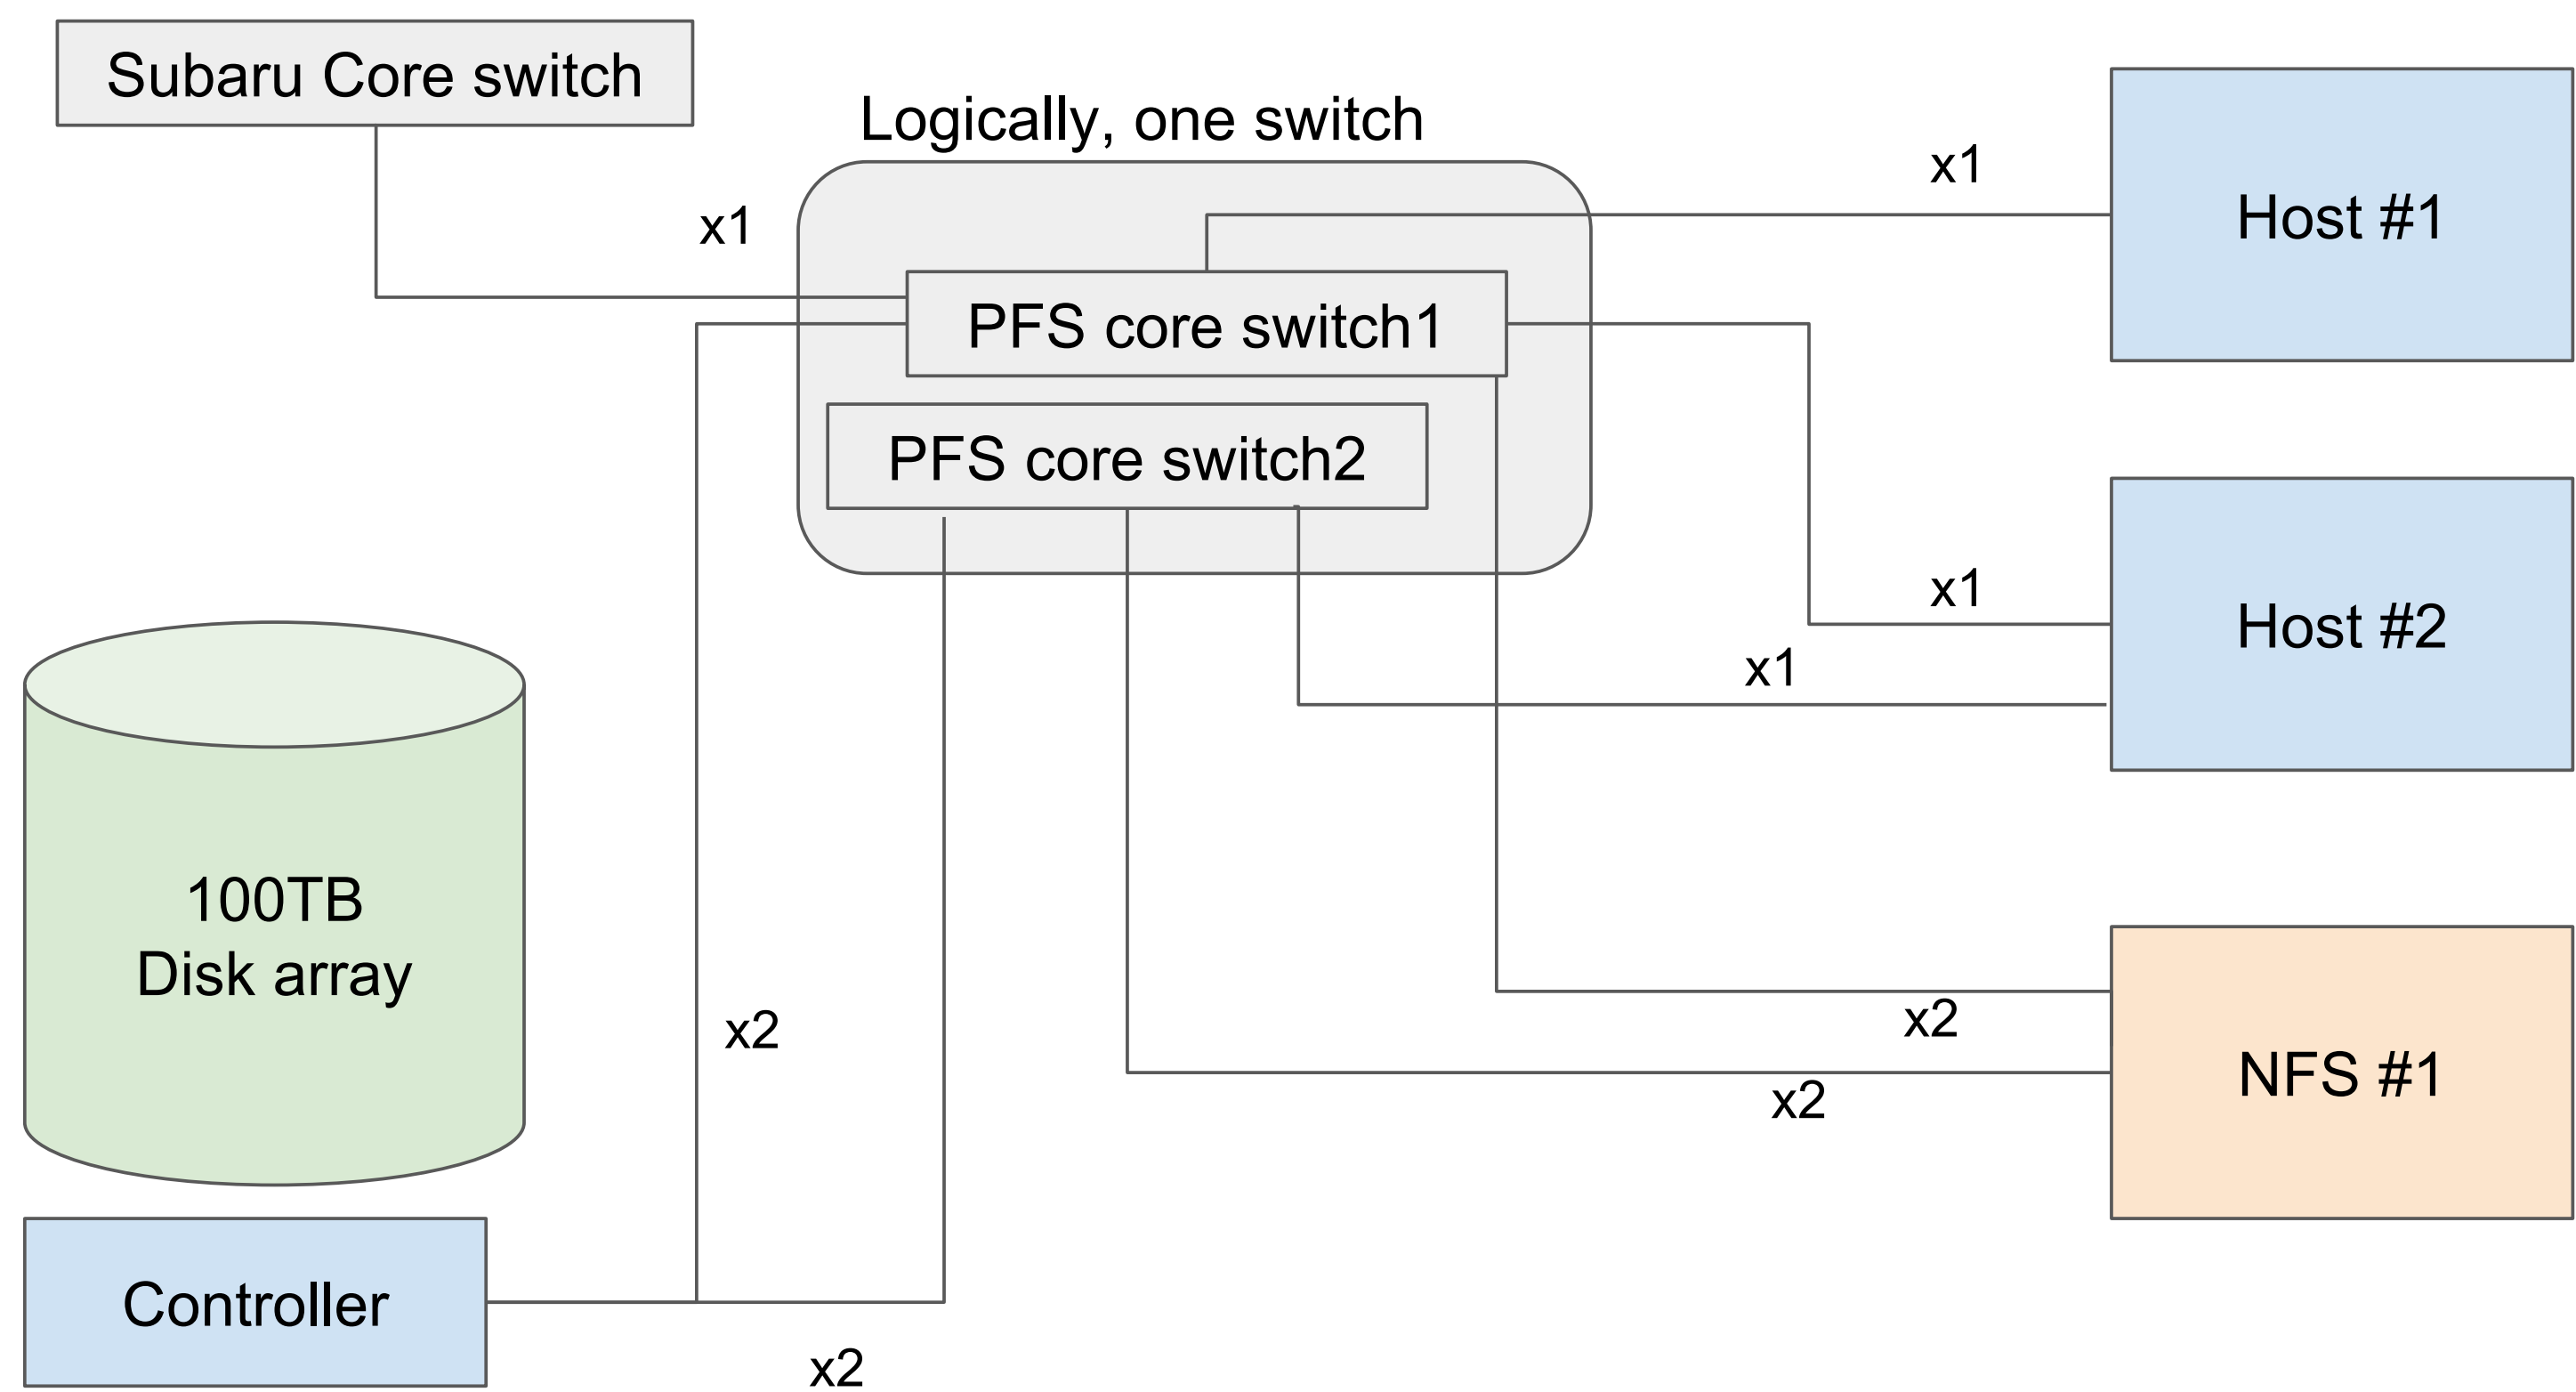 Subaru Core switch
Logically, one switch
x1
x1
Host #1
PFS core switch1
PFS core switch2
x1
Host #2
x1
100TB
Disk array
x2
x2
NFS #1
x2
Controller
x2